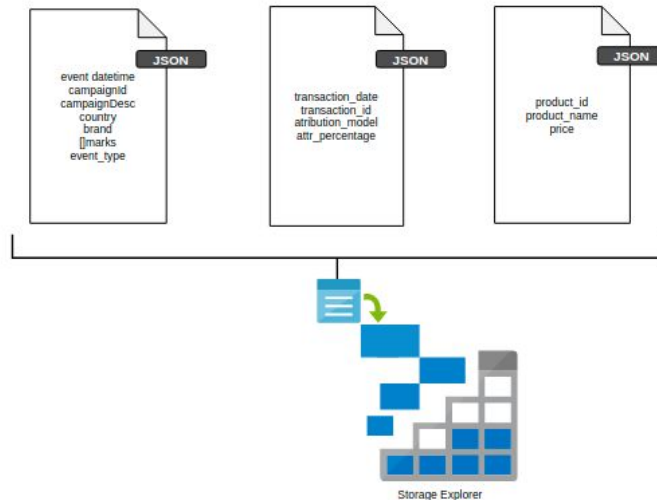 JSON
event datetime
campaignId
campaignDesc
country
brand
[]marks
event_type
JSON
transaction_date
transaction_id
atribution_model
attr_percentage
JSON
product_id
product_name
price
Storage Explorer